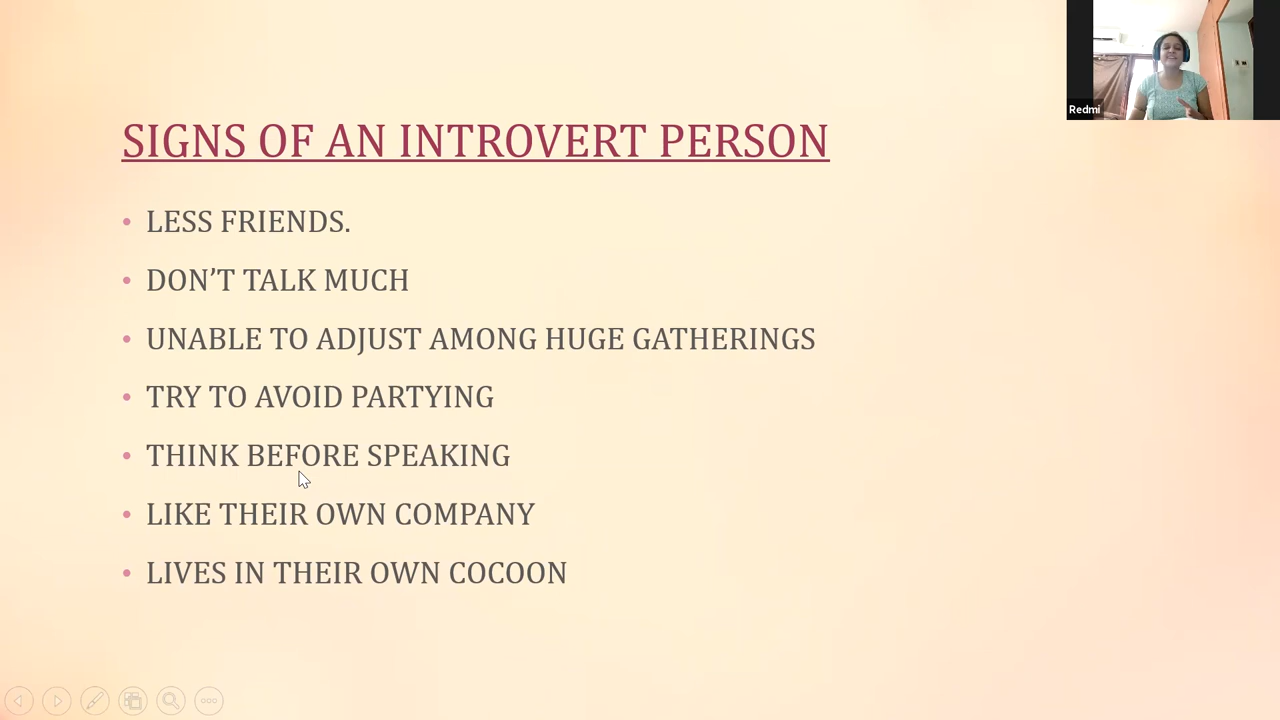 Redmi
SIGNS OF AN INTROVERT PERSON
• LESS FRIENDS.
• DON’T TALK MUCH
• UNABLE TO ADJUST AMONG HUGE GATHERINGS
• TRY TO AVOID PARTYING
• THINK BEFORE SPEAKING
• LIKE THEIR OWN COMPANY
• LIVES IN THEIR OWN COCOON